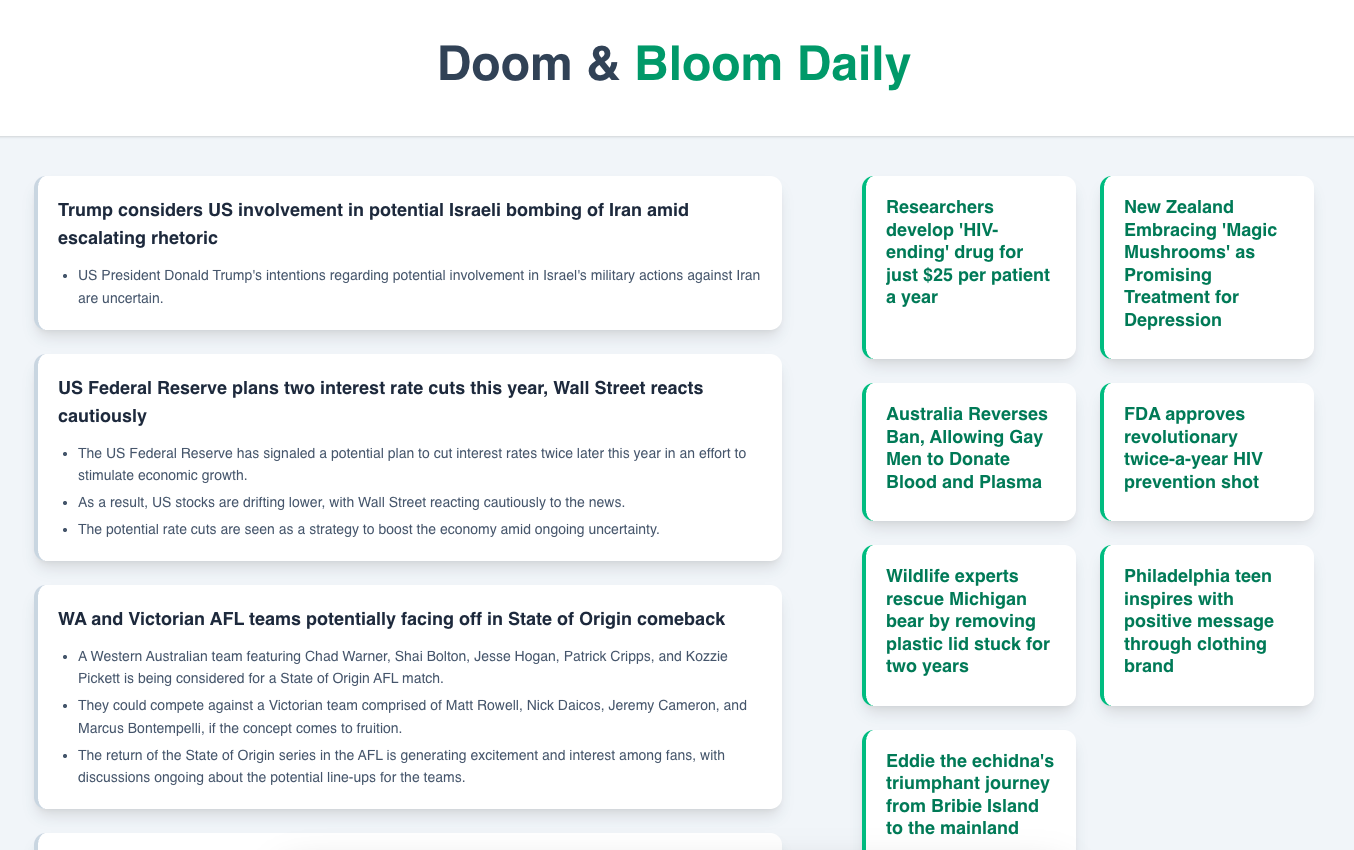 Doom & Bloom Daily
Trump considers US involvement in potential Israeli bombing of Iran amid
escalating rhetoric
• US President Donald Trump's intentions regarding potential involvement in Israel's military actions against Iran
are uncertain.
US Federal Reserve plans two interest rate cuts this year, Wall Street reacts
cautiously
• The US Federal Reserve has signaled a potential plan to cut interest rates twice later this year in an effort to
stimulate economic growth.
• As a result, US stocks are drifting lower, with Wall Street reacting cautiously to the news.
• The potential rate cuts are seen as a strategy to boost the economy amid ongoing uncertainty.
WA and Victorian AFL teams potentially facing off in State of Origin comeback
• A Western Australian team featuring Chad Warner, Shai Bolton, Jesse Hogan, Patrick Cripps, and Kozzie
Pickett is being considered for a State of Origin AFL match.
• They could compete against a Victorian team comprised of Matt Rowell, Nick Daicos, Jeremy Cameron, and
Marcus Bontempelli, if the concept comes to fruition.
• The return of the State of Origin series in the AFL is generating excitement and interest among fans, with
discussions ongoing about the potential line-ups for the teams.
Researchers
develop 'HIV-
ending' drug for
just $25 per patient
a year
New Zealand
Embracing 'Magic
Mushrooms' as
Promising
Treatment for
Depression
Australia Reverses
Ban, Allowing Gay
Men to Donate
Blood and Plasma
FDA approves
revolutionary
twice-a-year HIV
prevention shot
Wildlife experts
rescue Michigan
bear by removing
plastic lid stuck for
two years
Philadelphia teen
inspires with
positive message
through clothing
brand
Eddie the echidna's
triumphant journey
from Bribie Island
to the mainland